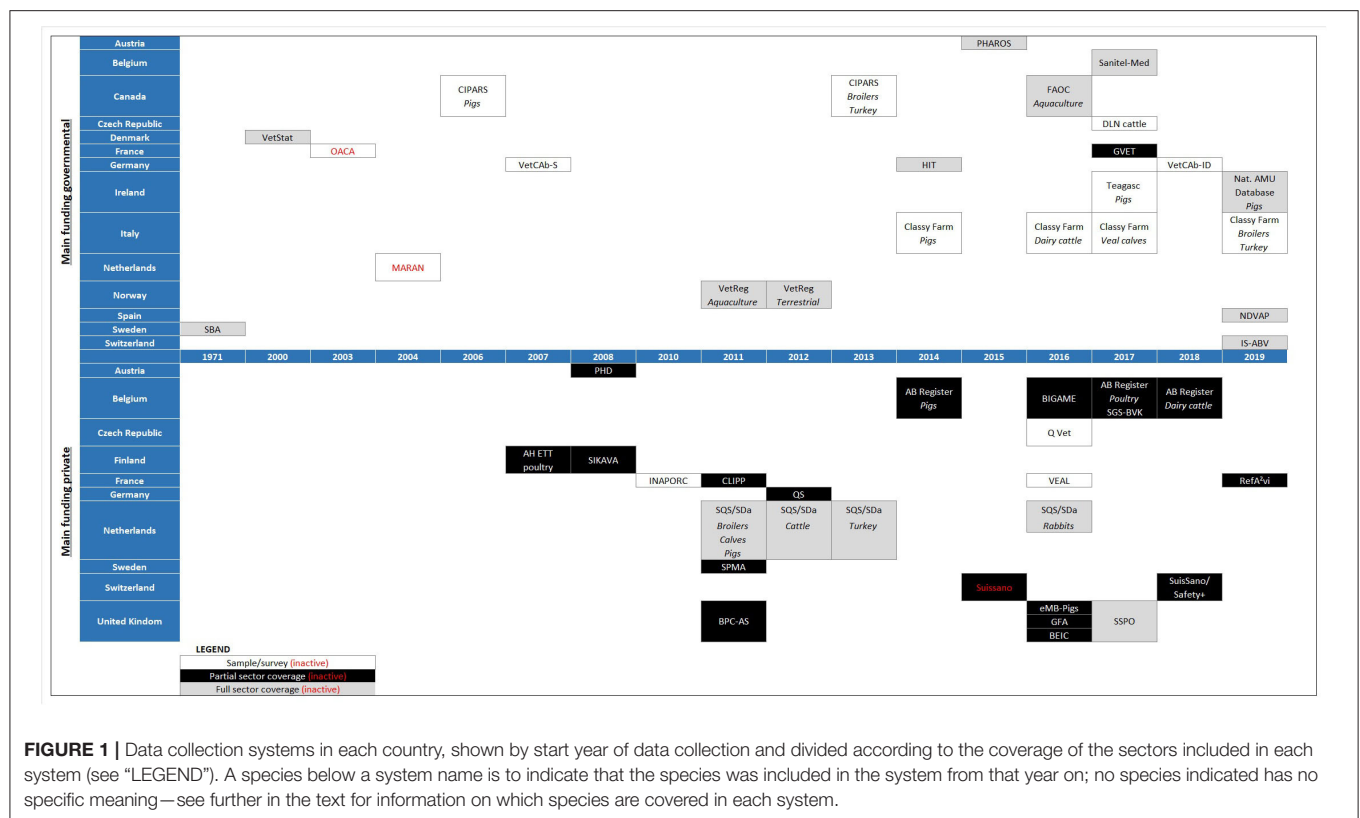 Main funding governmental
Austria
PHAROS
Belgium
Sanitel-Med
Canada
CIPARS
Pigs
CIPARS
Broilers
Turkey
FAOC
Aquaculture
Czech Republic
DLN cattle
Denmark
VetStat
France
OACA
GVET
Germany
VetCAb-S
HIT
VetCAb-ID
Ireland
Teagasc
Pigs
Nat. AMU
Database
Pigs
Italy
Classy Farm
Pigs
Classy Farm
Dairy cattle
Classy Farm
Veal calves
Classy Farm
Broilers
Turkey
Netherlands
MARAN
Norway
VetReg
Aquaculture
VetReg
Terrestrial
Spain
NDVAP
Sweden
SBA
Switzerland
IS-ABV
1971 2000 2003 2004 2006 2007 2008 2010 2011 2012 2013 2014 2015 2016 2017 2018 2019
Main funding private
Austria
PHD
Belgium
AB Register
Pigs
BIGAME
AB Register
Poultry
SGS-BVK
AB Register
Dairy cattle
Czech Republic
Q Vet
Finland
AH ETT
poultry
SIKAVA
France
INAPORC
CLIPP
VEAL
RefA²vi
Germany
QS
Netherlands
SQS/SDa
Broilers
Calves
Pigs
SQS/SDa
Cattle
SQS/SDa
Turkey
SQS/SDa
Rabbits
Sweden
SPMA
Switzerland
Suissano
SuisSano/
Safety+
United Kindom
BPC-AS
eMB-Pigs
GFA
BEIC
SSPO
LEGEND
Sample/survey (inactive)
Partial sector coverage (inactive)
Full sector coverage (inactive)
FIGURE 1 | Data collection systems in each country, shown by start year of data collection and divided according to the coverage of the sectors included in each
system (see “LEGEND”). A species below a system name is to indicate that the species was included in the system from that year on; no species indicated has no
specific meaning—see further in the text for information on which species are covered in each system.